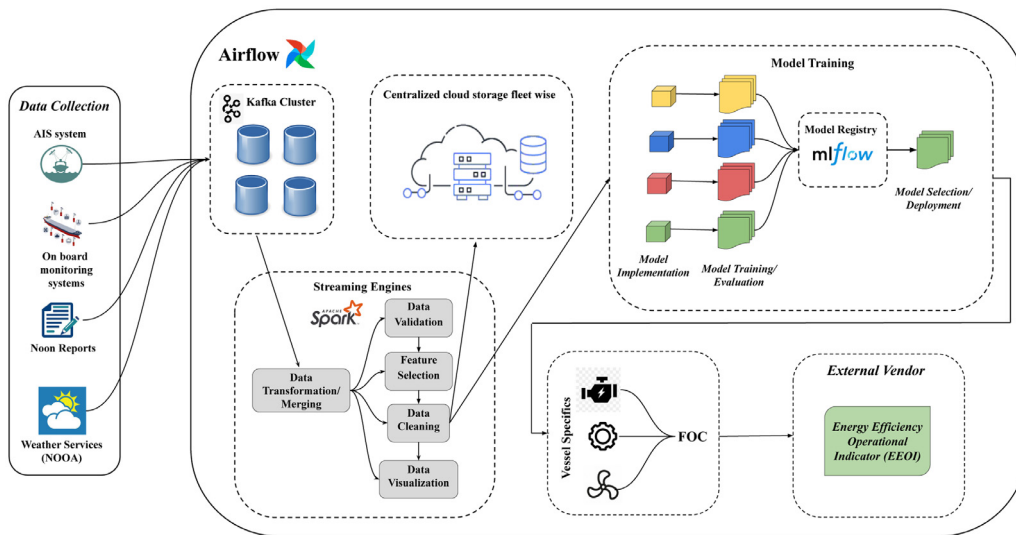 Data Collection
AIS system
On board
monitoring
systems
Noon Reports
Weather Services
(NOOA)
Airflow
Kafka Cluster
Centralized cloud storage fleet wise
Streaming Engines
APACHE
Spark
Data
Transformation/
Merging
Data
Validation
Feature
Selection
Data
Cleaning
Data
Visualization
Model Training
Model
Implementation
Model Training/
Evaluation
Model Registry
mlflow
Model Selection/
Deployment
Vessel Specifics
FOC
External Vendor
Energy Efficiency
Operational
Indicator (EEOI)